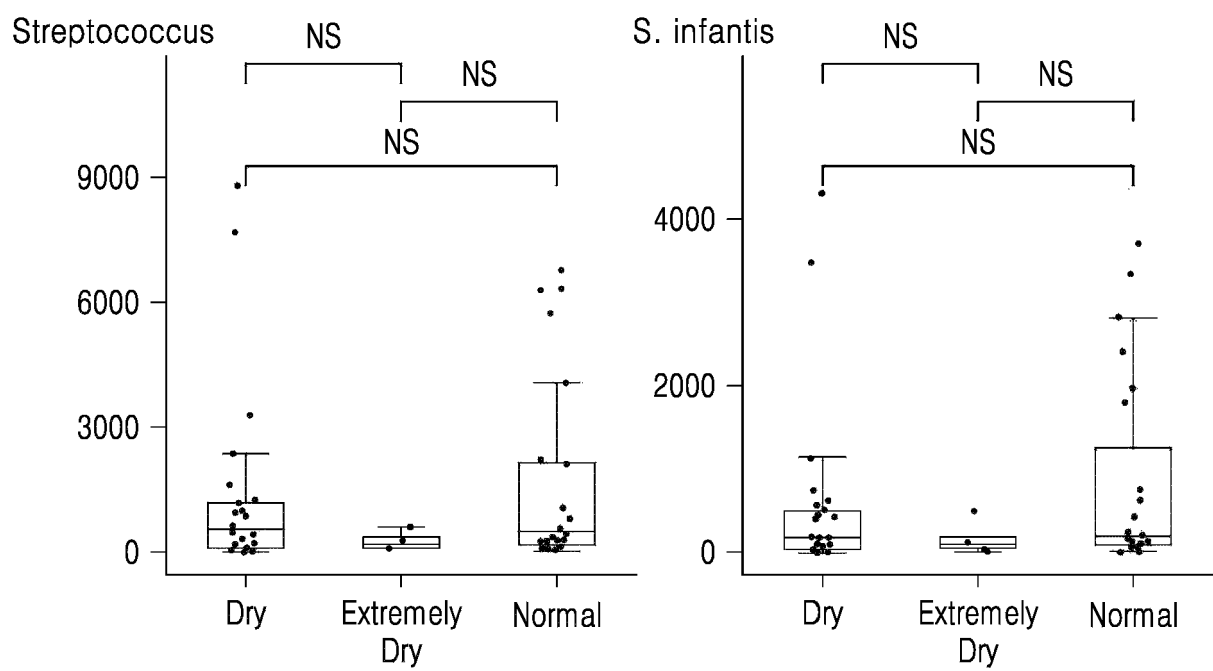 Streptococcus
NS
NS
NS
9000
6000
3000
0
Dry
Extremely
Dry
Normal
S. infantis
NS
NS
NS
4000
2000
0
Dry
Extremely
Dry
Normal